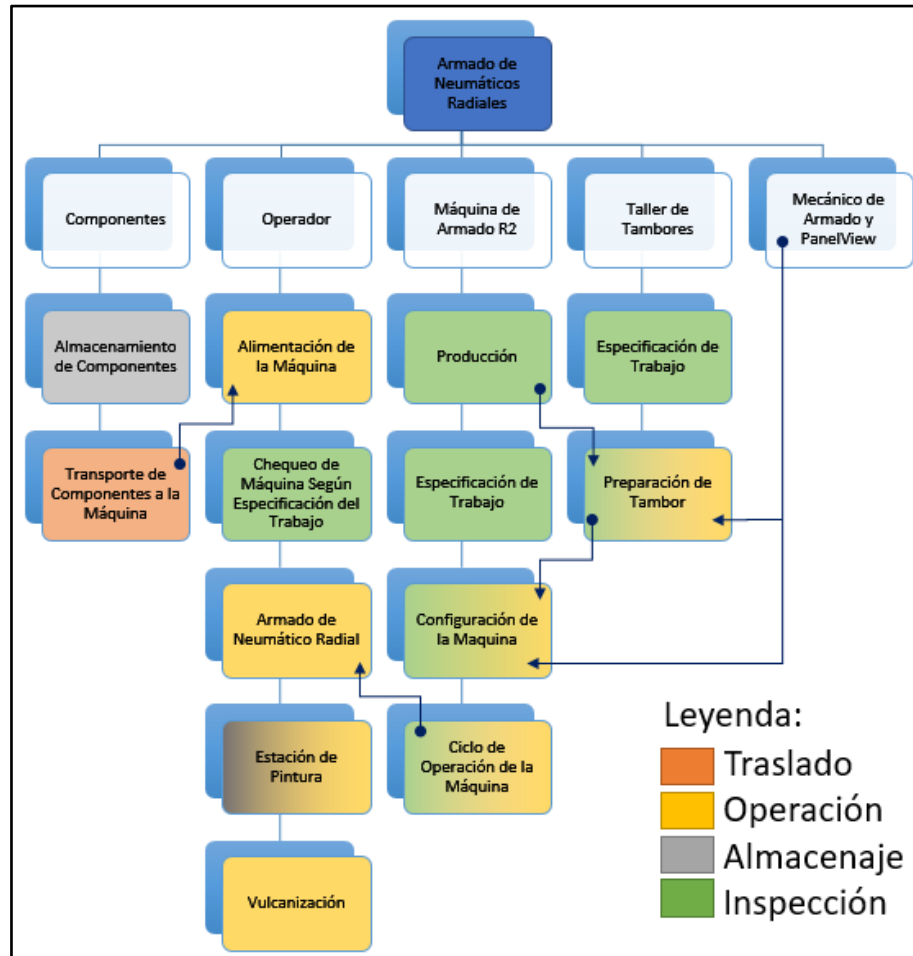 Armado de
Neumáticos
Radiales
Componentes
Operador
Máquina de
Armado R2
Taller de
Tambores
Mecánico de
Armado y
PanelView
Almacenamiento
de Componentes
Alimentación de
la Máquina
Producción
Especificación de
Trabajo
Transporte de
Componentes a la
Máquina
Chequeo de
Máquina Según
Especificación del
Trabajo
Especificación de
Trabajo
Preparación de
Tambor
Armado de
Neumático Radial
Configuración de
la Maquina
Estación de
Pintura
Ciclo de
Operación de la
Máquina
Vulcanización
Leyenda:
Traslado
Operación
Almacenaje
Inspección